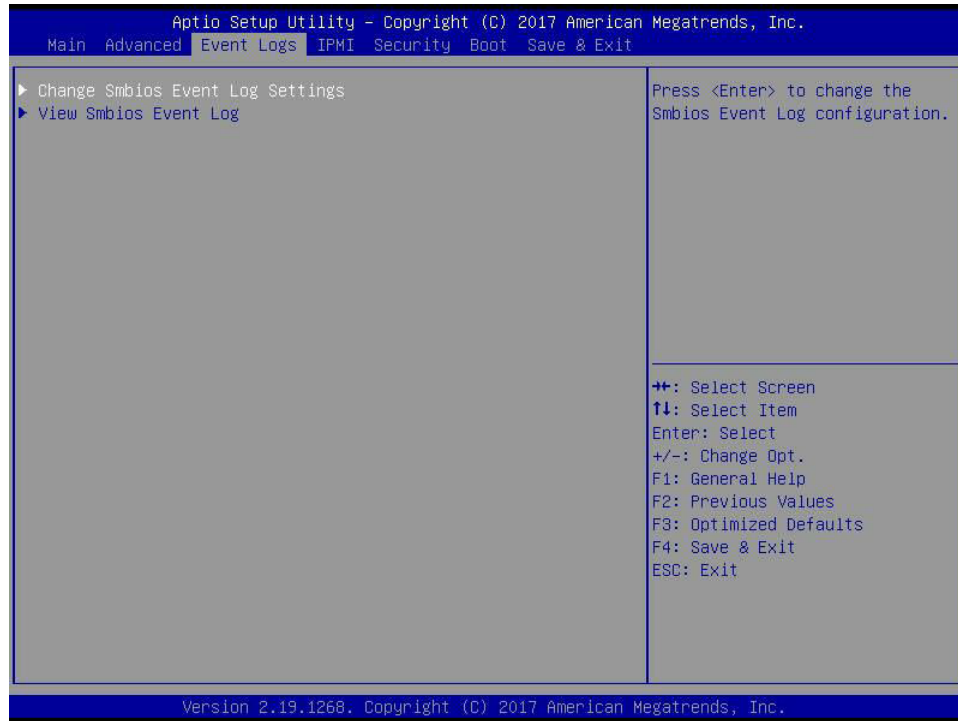 Aptio Setup Utility – Copyright (C) 2017 American Megatrends, Inc.
Main Advanced Event Logs IPMI Security Boot Save & Exit
▶ Change Smbios Event Log Settings
▶ View Smbios Event Log
Press <Enter> to change the
Smbios Event Log configuration.
→←: Select Screen
↑↓: Select Item
Enter: Select
+/-: Change Opt.
F1: General Help
F2: Previous Values
F3: Optimized Defaults
F4: Save & Exit
ESC: Exit
Version 2.19.1268. Copyright (C) 2017 American Megatrends, Inc.